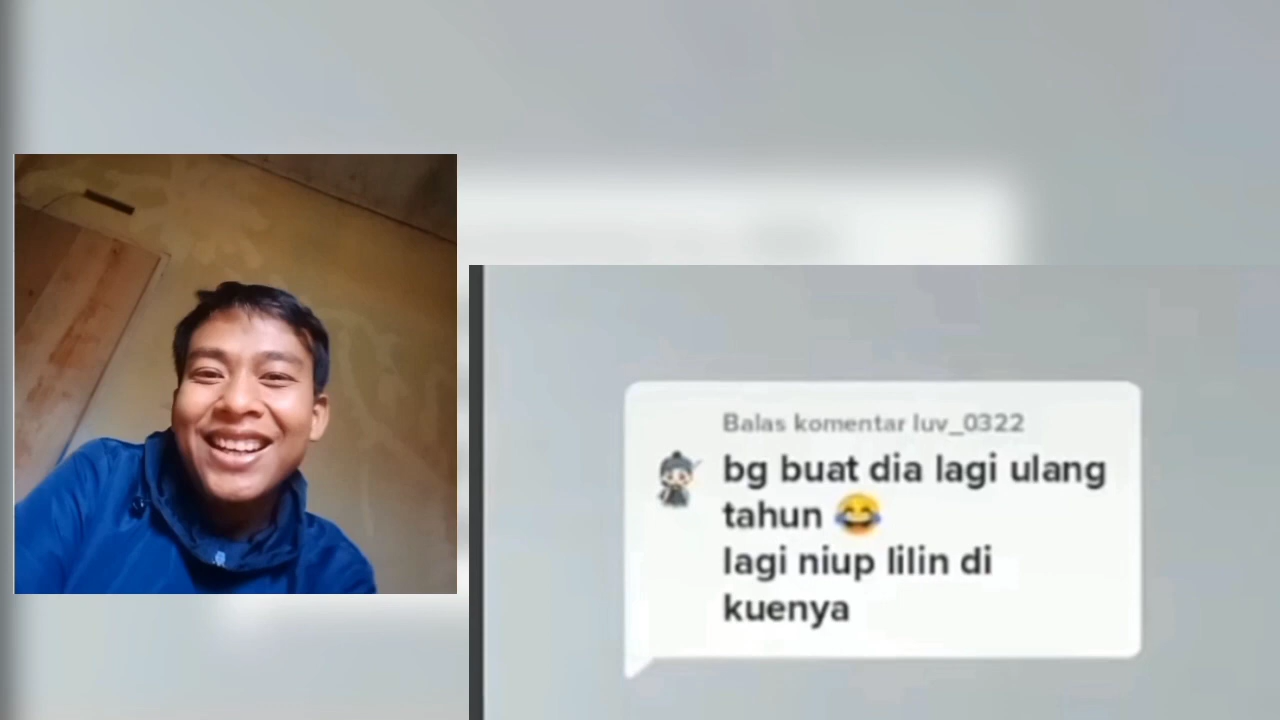 Balas komentar luv_0322
bg buat dia lagi ulang
tahun 😂
lagi niup lilin di
kuenya